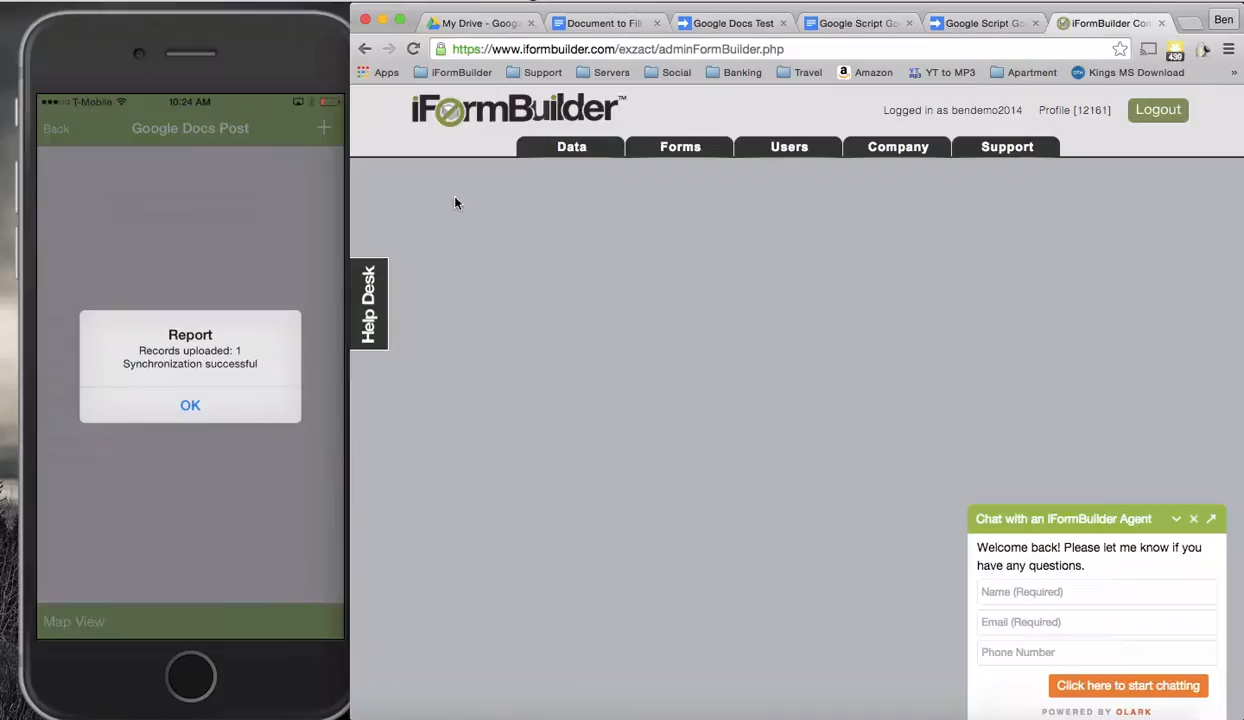 T-Mobile
10:24 AM
Back
Google Docs Post
+
Report
Records uploaded: 1
Synchronization successful
OK
Map View
My Drive - Googl
Document to Fill
Google Docs Test
Google Script Go
Google Script Go
iFormBuilder Con
Ben
https://www.iformbuilder.com/exzact/adminFormBuilder.php
439
Apps
iFormBuilder
Support
Servers
Social
Banking
Travel
Amazon
YT to MP3
Apartment
Kings MS Download
»
iFormBuilder™
Logged in as bendemo2014
Profile [12161]
Logout
Data
Forms
Users
Company
Support
Help Desk
Chat with an iFormBuilder Agent
Welcome back! Please let me know if you
have any questions.
Name (Required)
Email (Required)
Phone Number
Click here to start chatting
POWERED BY OLARK